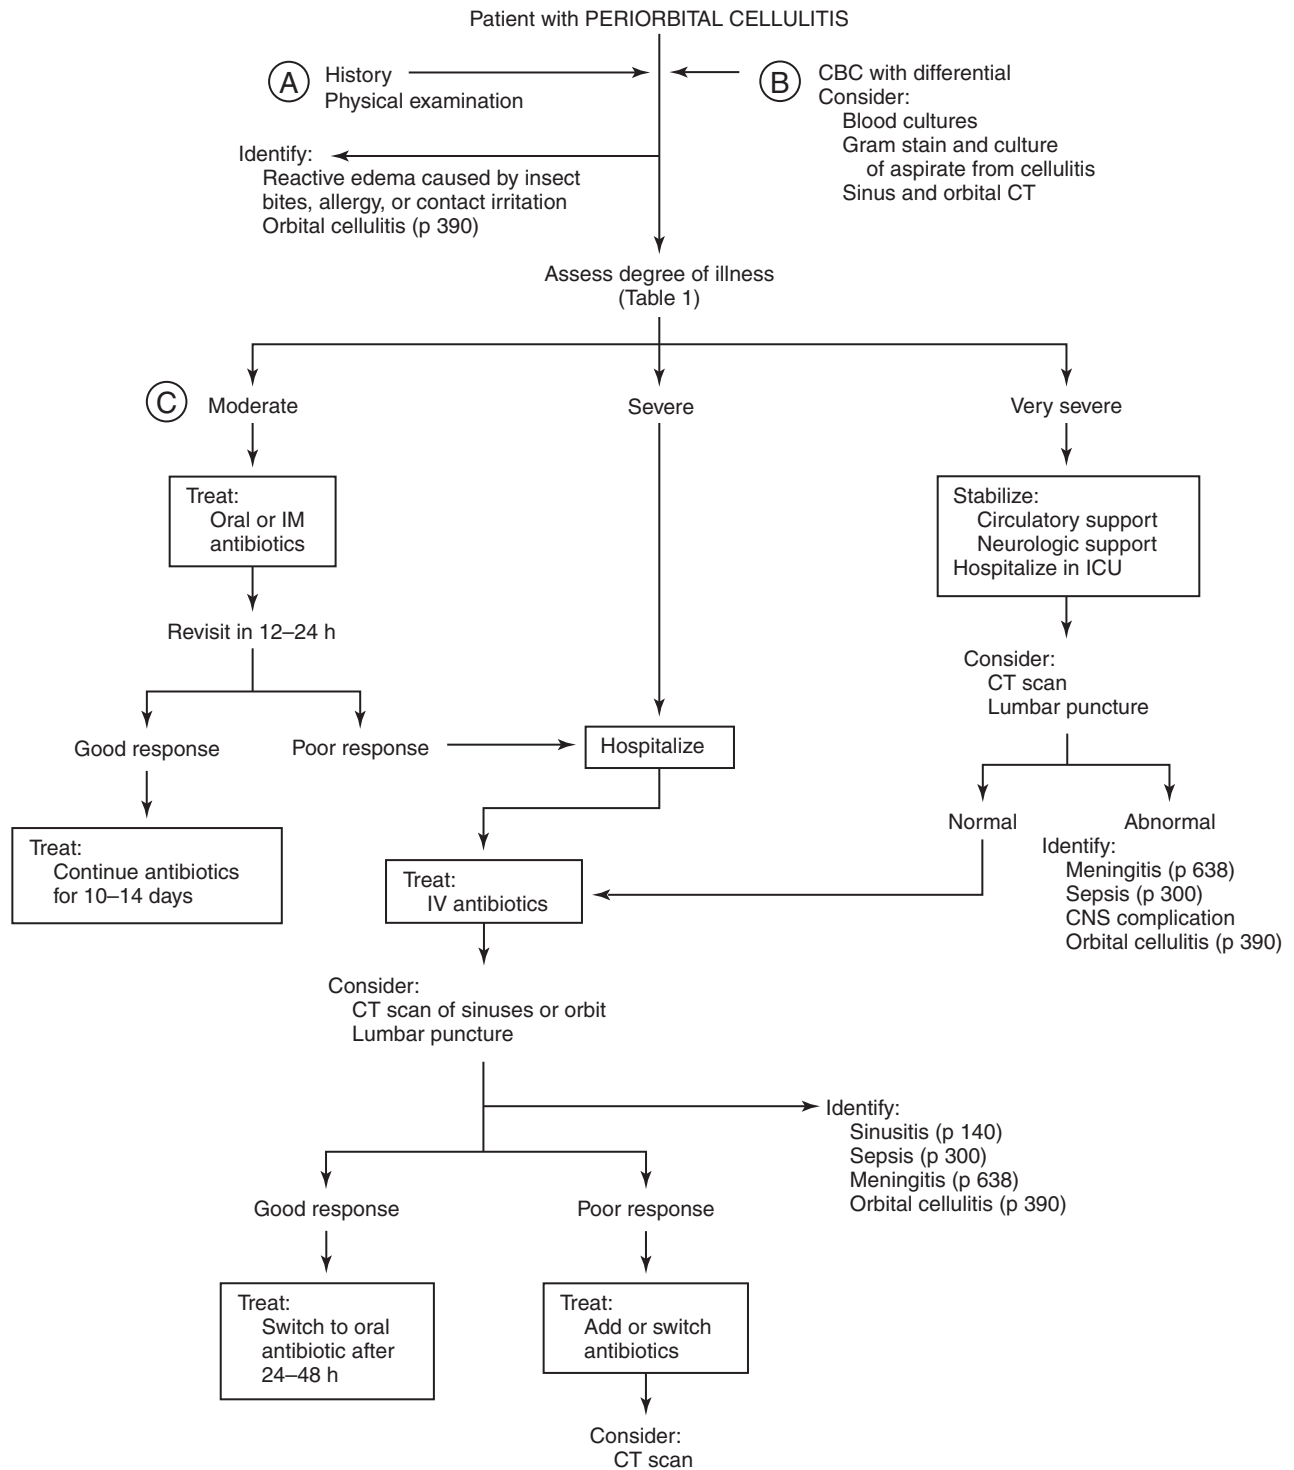 Patient with PERIORBITAL CELLULITIS
A
History
Physical examination
B
CBC with differential
Consider:
Blood cultures
Gram stain and culture
of aspirate from cellulitis
Sinus and orbital CT
Identify:
Reactive edema caused by insect
bites, allergy, or contact irritation
Orbital cellulitis (p 390)
Assess degree of illness
(Table 1)
C
Moderate
Severe
Very severe
Treat:
Oral or IM
antibiotics
Stabilize:
Circulatory support
Neurologic support
Hospitalize in ICU
Revisit in 12–24 h
Consider:
CT scan
Lumbar puncture
Good response
Poor response
Hospitalize
Normal
Abnormal
Identify:
Meningitis (p 638)
Sepsis (p 300)
CNS complication
Orbital cellulitis (p 390)
Treat:
Continue antibiotics
for 10–14 days
Treat:
IV antibiotics
Consider:
CT scan of sinuses or orbit
Lumbar puncture
Identify:
Sinusitis (p 140)
Sepsis (p 300)
Meningitis (p 638)
Orbital cellulitis (p 390)
Good response
Poor response
Treat:
Switch to oral
antibiotic after
24–48 h
Treat:
Add or switch
antibiotics
Consider:
CT scan